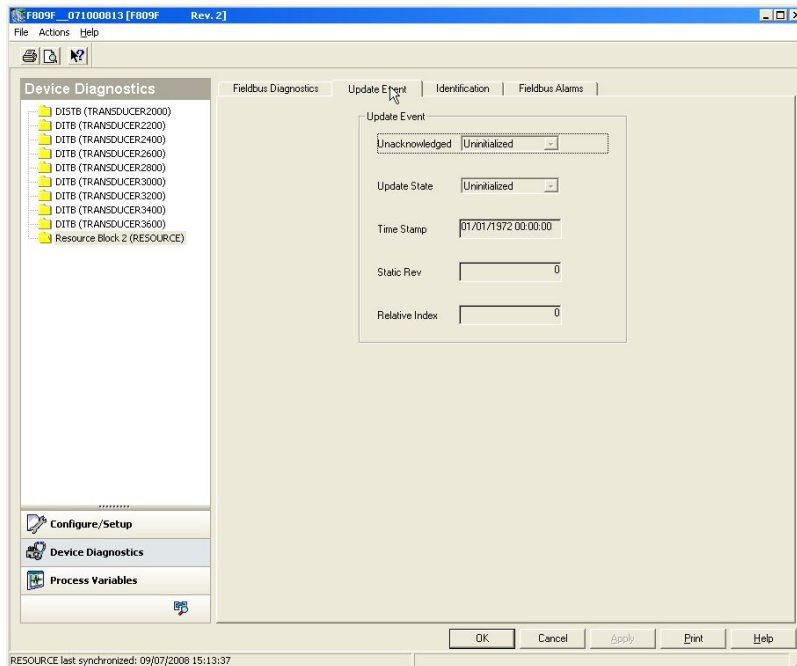 F809F__071000813 [F809F Rev. 2]
File Actions Help
Device Diagnostics
DISTB (TRANSDUCER2000)
DITB (TRANSDUCER2200)
DITB (TRANSDUCER2400)
DITB (TRANSDUCER2600)
DITB (TRANSDUCER2800)
DITB (TRANSDUCER3000)
DITB (TRANSDUCER3200)
DITB (TRANSDUCER3400)
DITB (TRANSDUCER3600)
Resource Block 2 (RESOURCE)
Configure/Setup
Device Diagnostics
Process Variables
Fieldbus Diagnostics Update Event Identification Fieldbus Alarms
Update Event
Unacknowledged Uninitialized
Update State Uninitialized
Time Stamp 01/01/1972 00:00:00
Static Rev 0
Relative Index 0
OK Cancel Apply Print Help
RESOURCE last synchronized: 09/07/2008 15:13:37